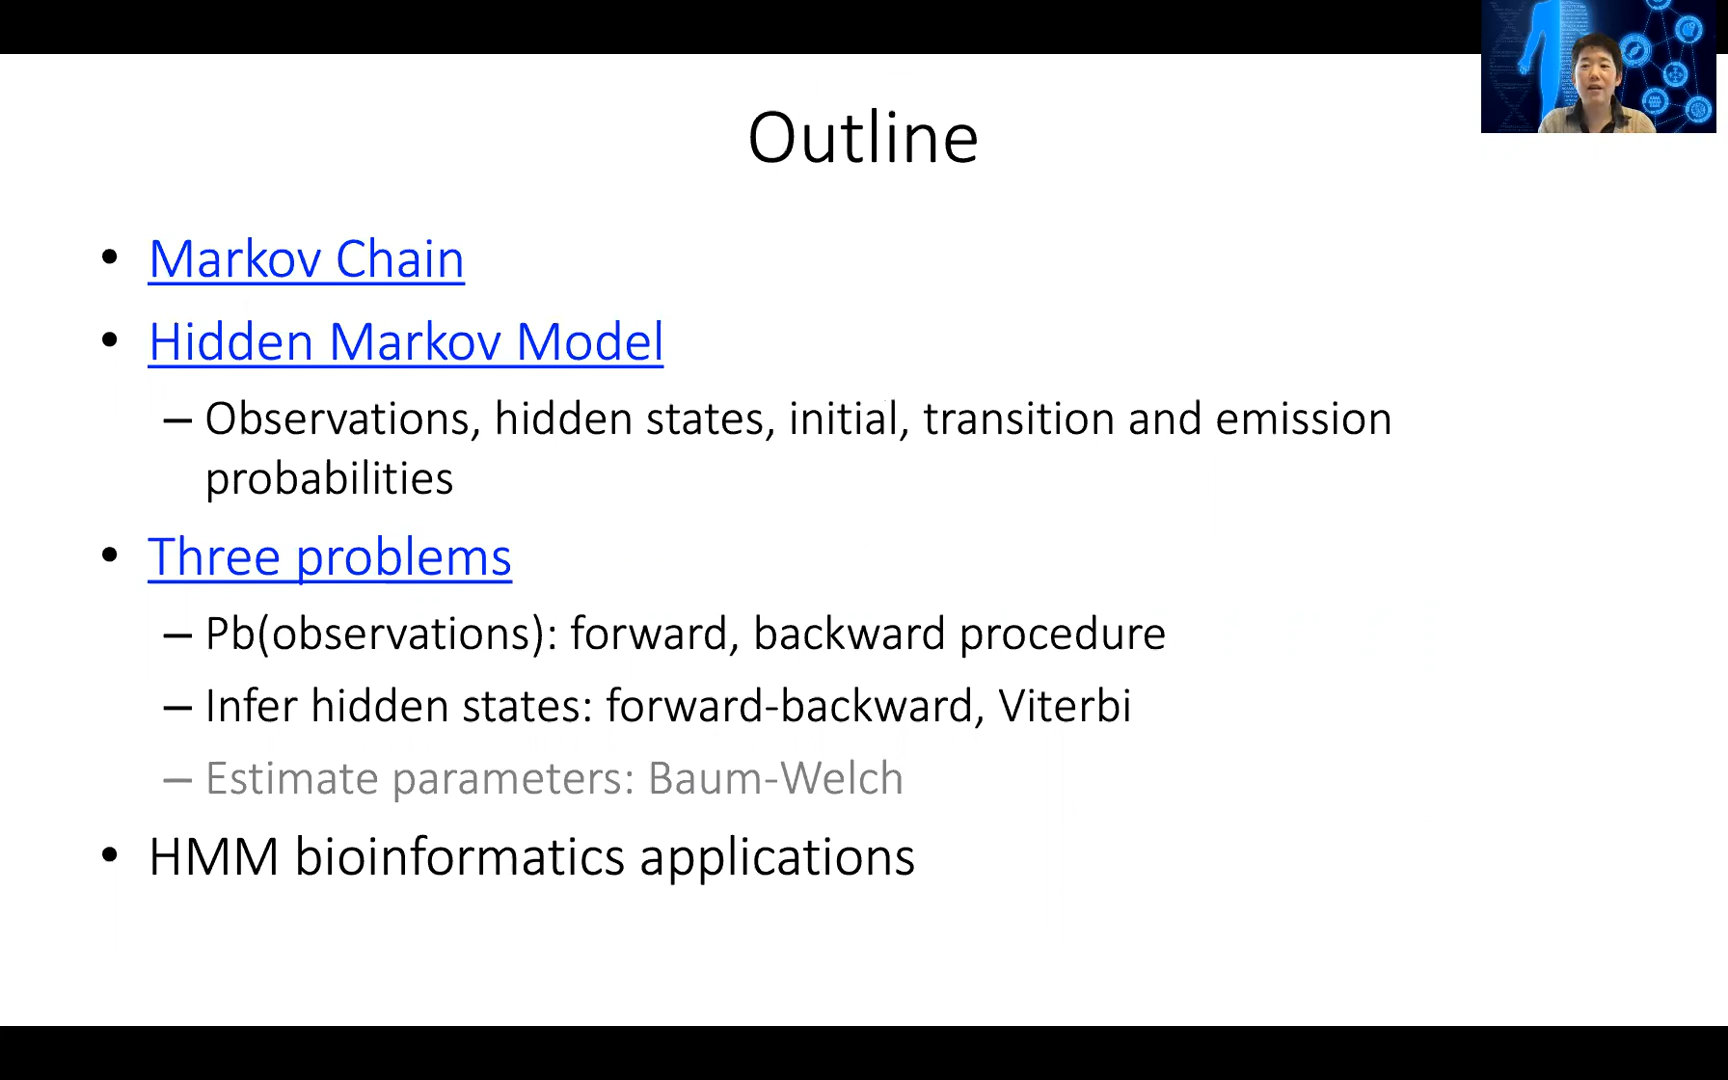 Outline
• Markov Chain
• Hidden Markov Model
– Observations, hidden states, initial, transition and emission
probabilities
• Three problems
– Pb(observations): forward, backward procedure
– Infer hidden states: forward-backward, Viterbi
– Estimate parameters: Baum-Welch
• HMM bioinformatics applications